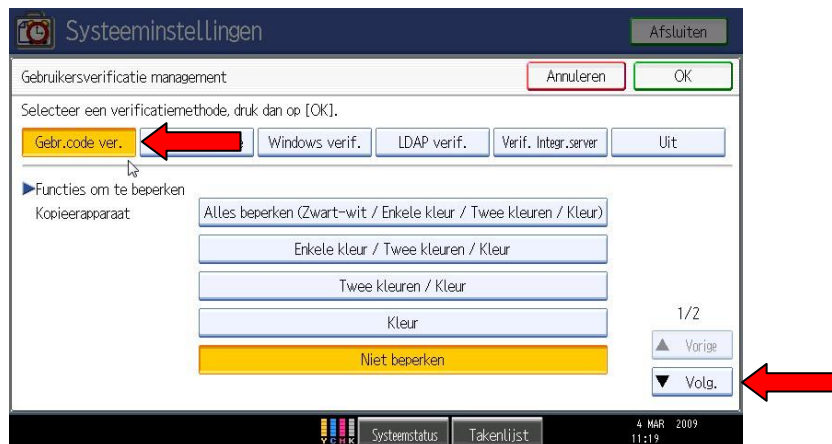 Systeeminstellingen
Afsluiten
Gebruikersverificatie management
Annuleren
OK
Selecteer een verificatiemethode, druk dan op [OK].
Gebr.code ver.
Windows verif.
LDAP verif.
Verif. Integr.server
Uit
Functies om te beperken
Kopieerapparaat
Alles beperken (Zwart-wit / Enkele kleur / Twee kleuren / Kleur)
Enkele kleur / Twee kleuren / Kleur
Twee kleuren / Kleur
Kleur
Niet beperken
1/2
▲ Vorige
▼ Volg.
Y C M K
Systeemstatus
Takenlijst
4 MAR 2009
11:19